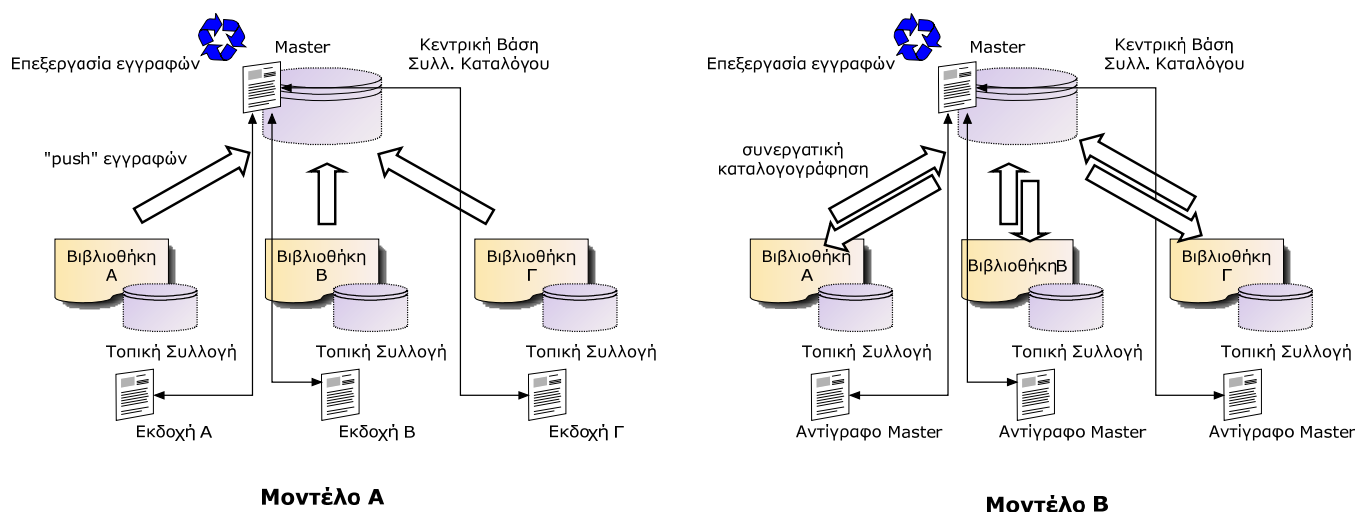 Master
Κεντρική Βάση
Συλλ. Καταλόγου
Επεξεργασία εγγραφών
"push" εγγραφών
Βιβλιοθήκη
Α
Βιβλιοθήκη
Β
Βιβλιοθήκη
Γ
Τοπική Συλλογή
Τοπική Συλλογή
Τοπική Συλλογή
Εκδοχή Α
Εκδοχή Β
Εκδοχή Γ
Μοντέλο Α
Master
Κεντρική Βάση
Συλλ. Καταλόγου
Επεξεργασία εγγραφών
συνεργατική
καταλογογράφηση
Βιβλιοθήκη
Α
ΒιβλιοθήκηΒ
Βιβλιοθήκη
Γ
Τοπική Συλλογή
Τοπική Συλλογή
Τοπική Συλλογή
Αντίγραφο Master
Αντίγραφο Master
Αντίγραφο Master
Μοντέλο Β